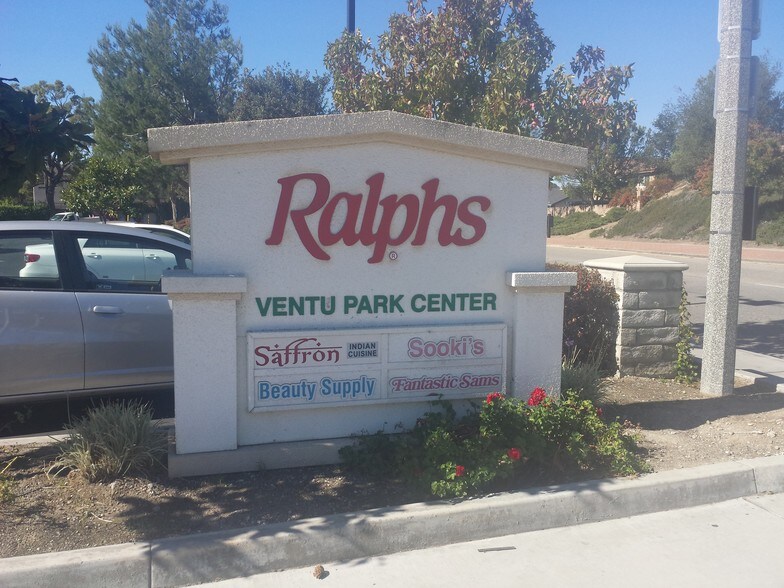 Ralphs®
VENTU PARK CENTER
Saffron INDIAN CUISINE
Sooki's
Beauty Supply
Fantastic Sams